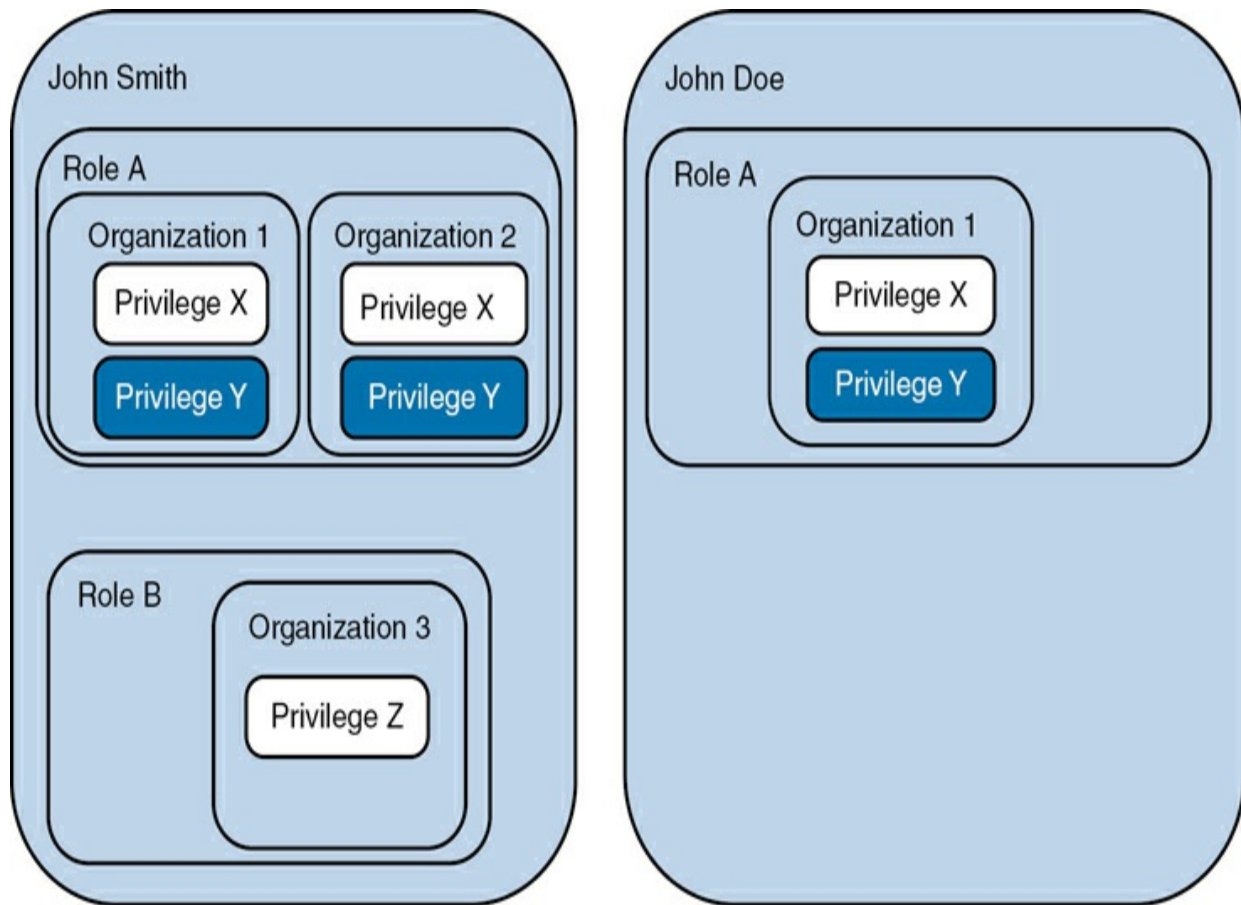 John Smith
Role A
Organization 1
Privilege X
Privilege Y
Organization 2
Privilege X
Privilege Y
Role B
Organization 3
Privilege Z
John Doe
Role A
Organization 1
Privilege X
Privilege Y